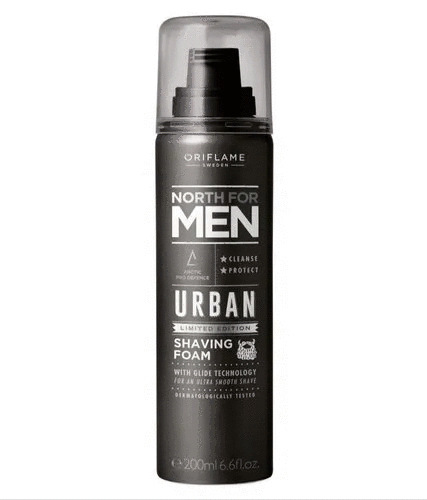 ORIFLAME
SWEDEN
NORTH FOR
MEN
ARCTIC
PRO DEFENCE
★CLEANSE
★PROTECT
URBAN
LIMITED EDITION
SHAVING
FOAM
WITH GLIDE TECHNOLOGY
FOR AN ULTRA SMOOTH SHAVE
DERMATOLOGICALLY TESTED
℮200ml 6.6fl.oz.